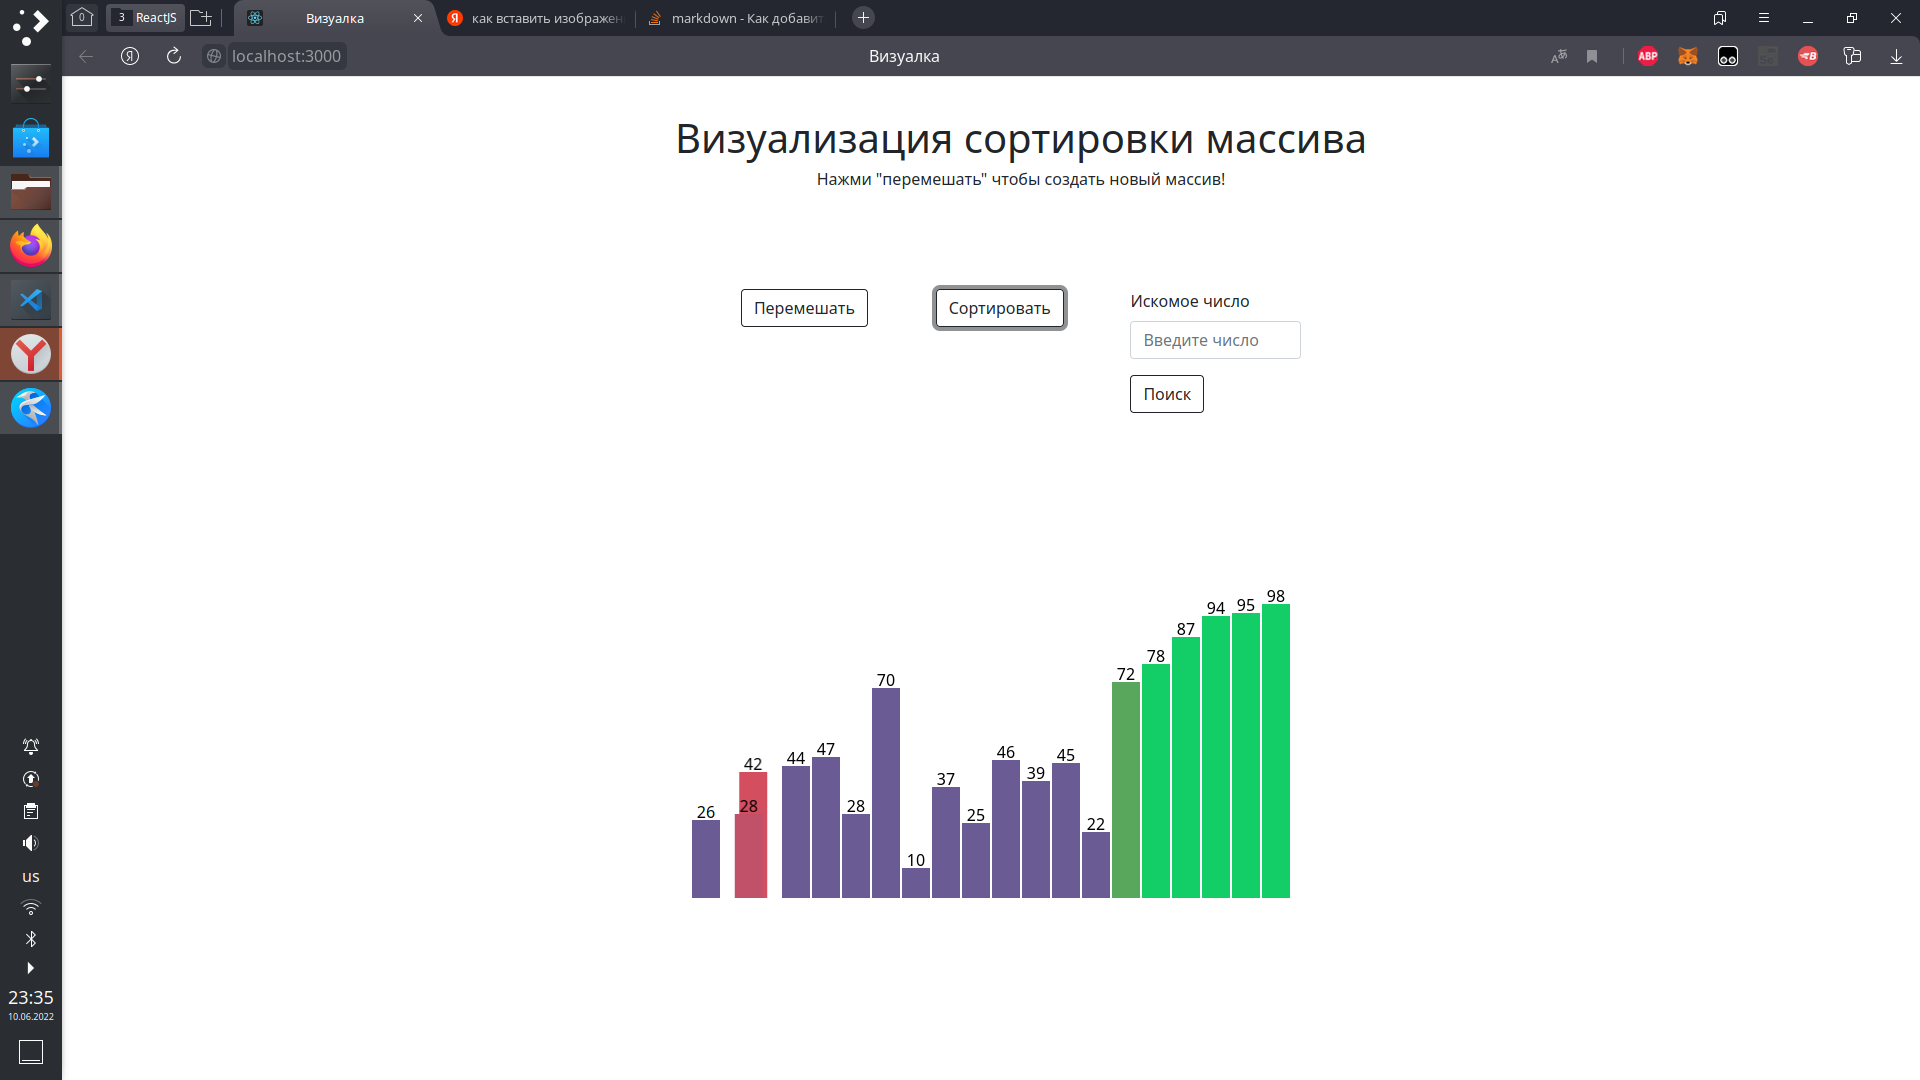 0
3 ReactJS
Визуалка
как вставить изображен
markdown - Как добавит
localhost:3000
Визуалка
ABP
Визуализация сортировки массива
Нажми "перемешать" чтобы создать новый массив!
Перемешать
Сортировать
Искомое число
Введите число
Поиск
26
42
28
44
47
28
70
10
37
25
46
39
45
22
72
78
87
94
95
98
us
23:35
10.06.2022